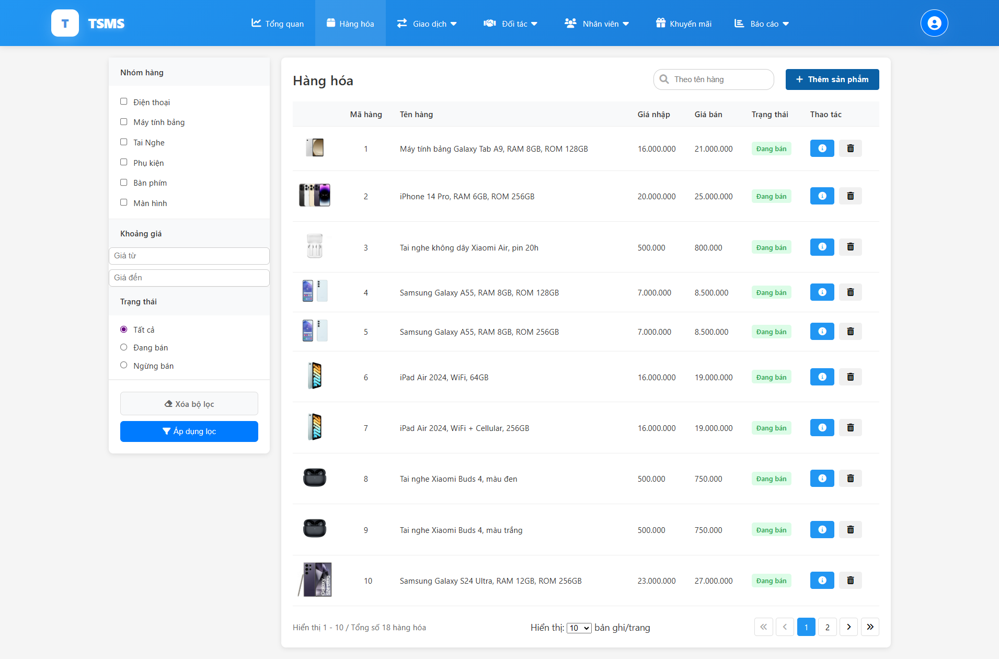 T TSMS Tổng quan Hàng hóa Giao dịch Đối tác Nhân viên Khuyến mãi Báo cáo
Nhóm hàng
Điện thoại
Máy tính bảng
Tai Nghe
Phụ kiện
Bàn phím
Màn hình
Khoảng giá
Giá từ
Giá đến
Trạng thái
Tất cả
Đang bán
Ngừng bán
Xóa bộ lọc
Áp dụng lọc
Hàng hóa Theo tên hàng + Thêm sản phẩm
Mã hàng Tên hàng Giá nhập Giá bán Trạng thái Thao tác
1 Máy tính bảng Galaxy Tab A9, RAM 8GB, ROM 128GB 16.000.000 21.000.000 Đang bán
2 iPhone 14 Pro, RAM 6GB, ROM 256GB 20.000.000 25.000.000 Đang bán
3 Tai nghe không dây Xiaomi Air, pin 20h 500.000 800.000 Đang bán
4 Samsung Galaxy A55, RAM 8GB, ROM 128GB 7.000.000 8.500.000 Đang bán
5 Samsung Galaxy A55, RAM 8GB, ROM 256GB 7.000.000 8.500.000 Đang bán
6 iPad Air 2024, WiFi, 64GB 16.000.000 19.000.000 Đang bán
7 iPad Air 2024, WiFi + Cellular, 256GB 16.000.000 19.000.000 Đang bán
8 Tai nghe Xiaomi Buds 4, màu đen 500.000 750.000 Đang bán
9 Tai nghe Xiaomi Buds 4, màu trắng 500.000 750.000 Đang bán
Galaxy S24 Ultra 10 Samsung Galaxy S24 Ultra, RAM 12GB, ROM 256GB 23.000.000 27.000.000 Đang bán
Hiển thị 1 - 10 / Tổng số 18 hàng hóa Hiển thị: 10 bản ghi/trang « ‹ 1 2 › »